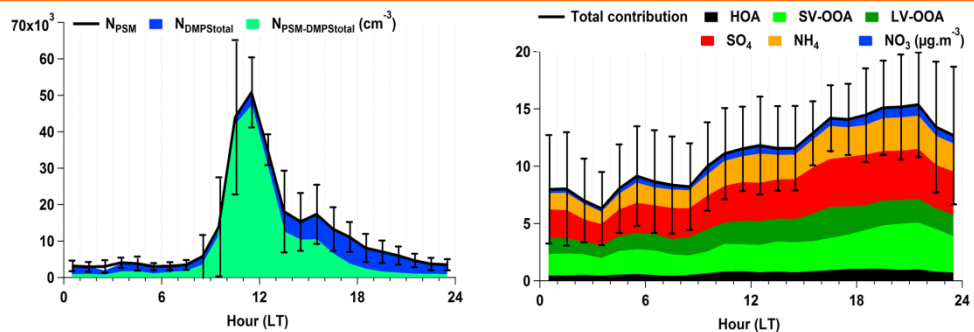 70x10³
60
50
40
30
20
10
0
N_PSM N_DMPStotal N_PSM-DMPStotal (cm⁻³)
0 6 12 18 24
Hour (LT)
Total contribution HOA SV-OOA LV-OOA
SO₄ NH₄ NO₃ (µg.m⁻³)
20
15
10
5
0
0 6 12 18 24
Hour (LT)